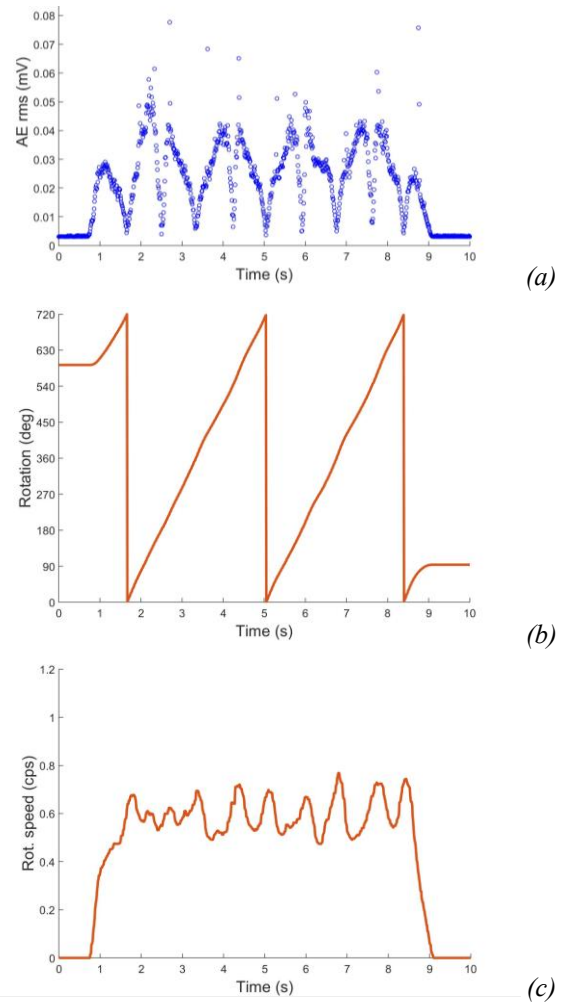 0.08
0.07
0.06
0.05
0.04
0.03
0.02
0.01
0
AE rms (mV)
0 1 2 3 4 5 6 7 8 9 10
Time (s)
(a)
720
630
540
450
360
270
180
90
0
Rotation (deg)
0 1 2 3 4 5 6 7 8 9 10
Time (s)
(b)
1.2
1
0.8
0.6
0.4
0.2
0
Rot. speed (cps)
0 1 2 3 4 5 6 7 8 9 10
Time (s)
(c)